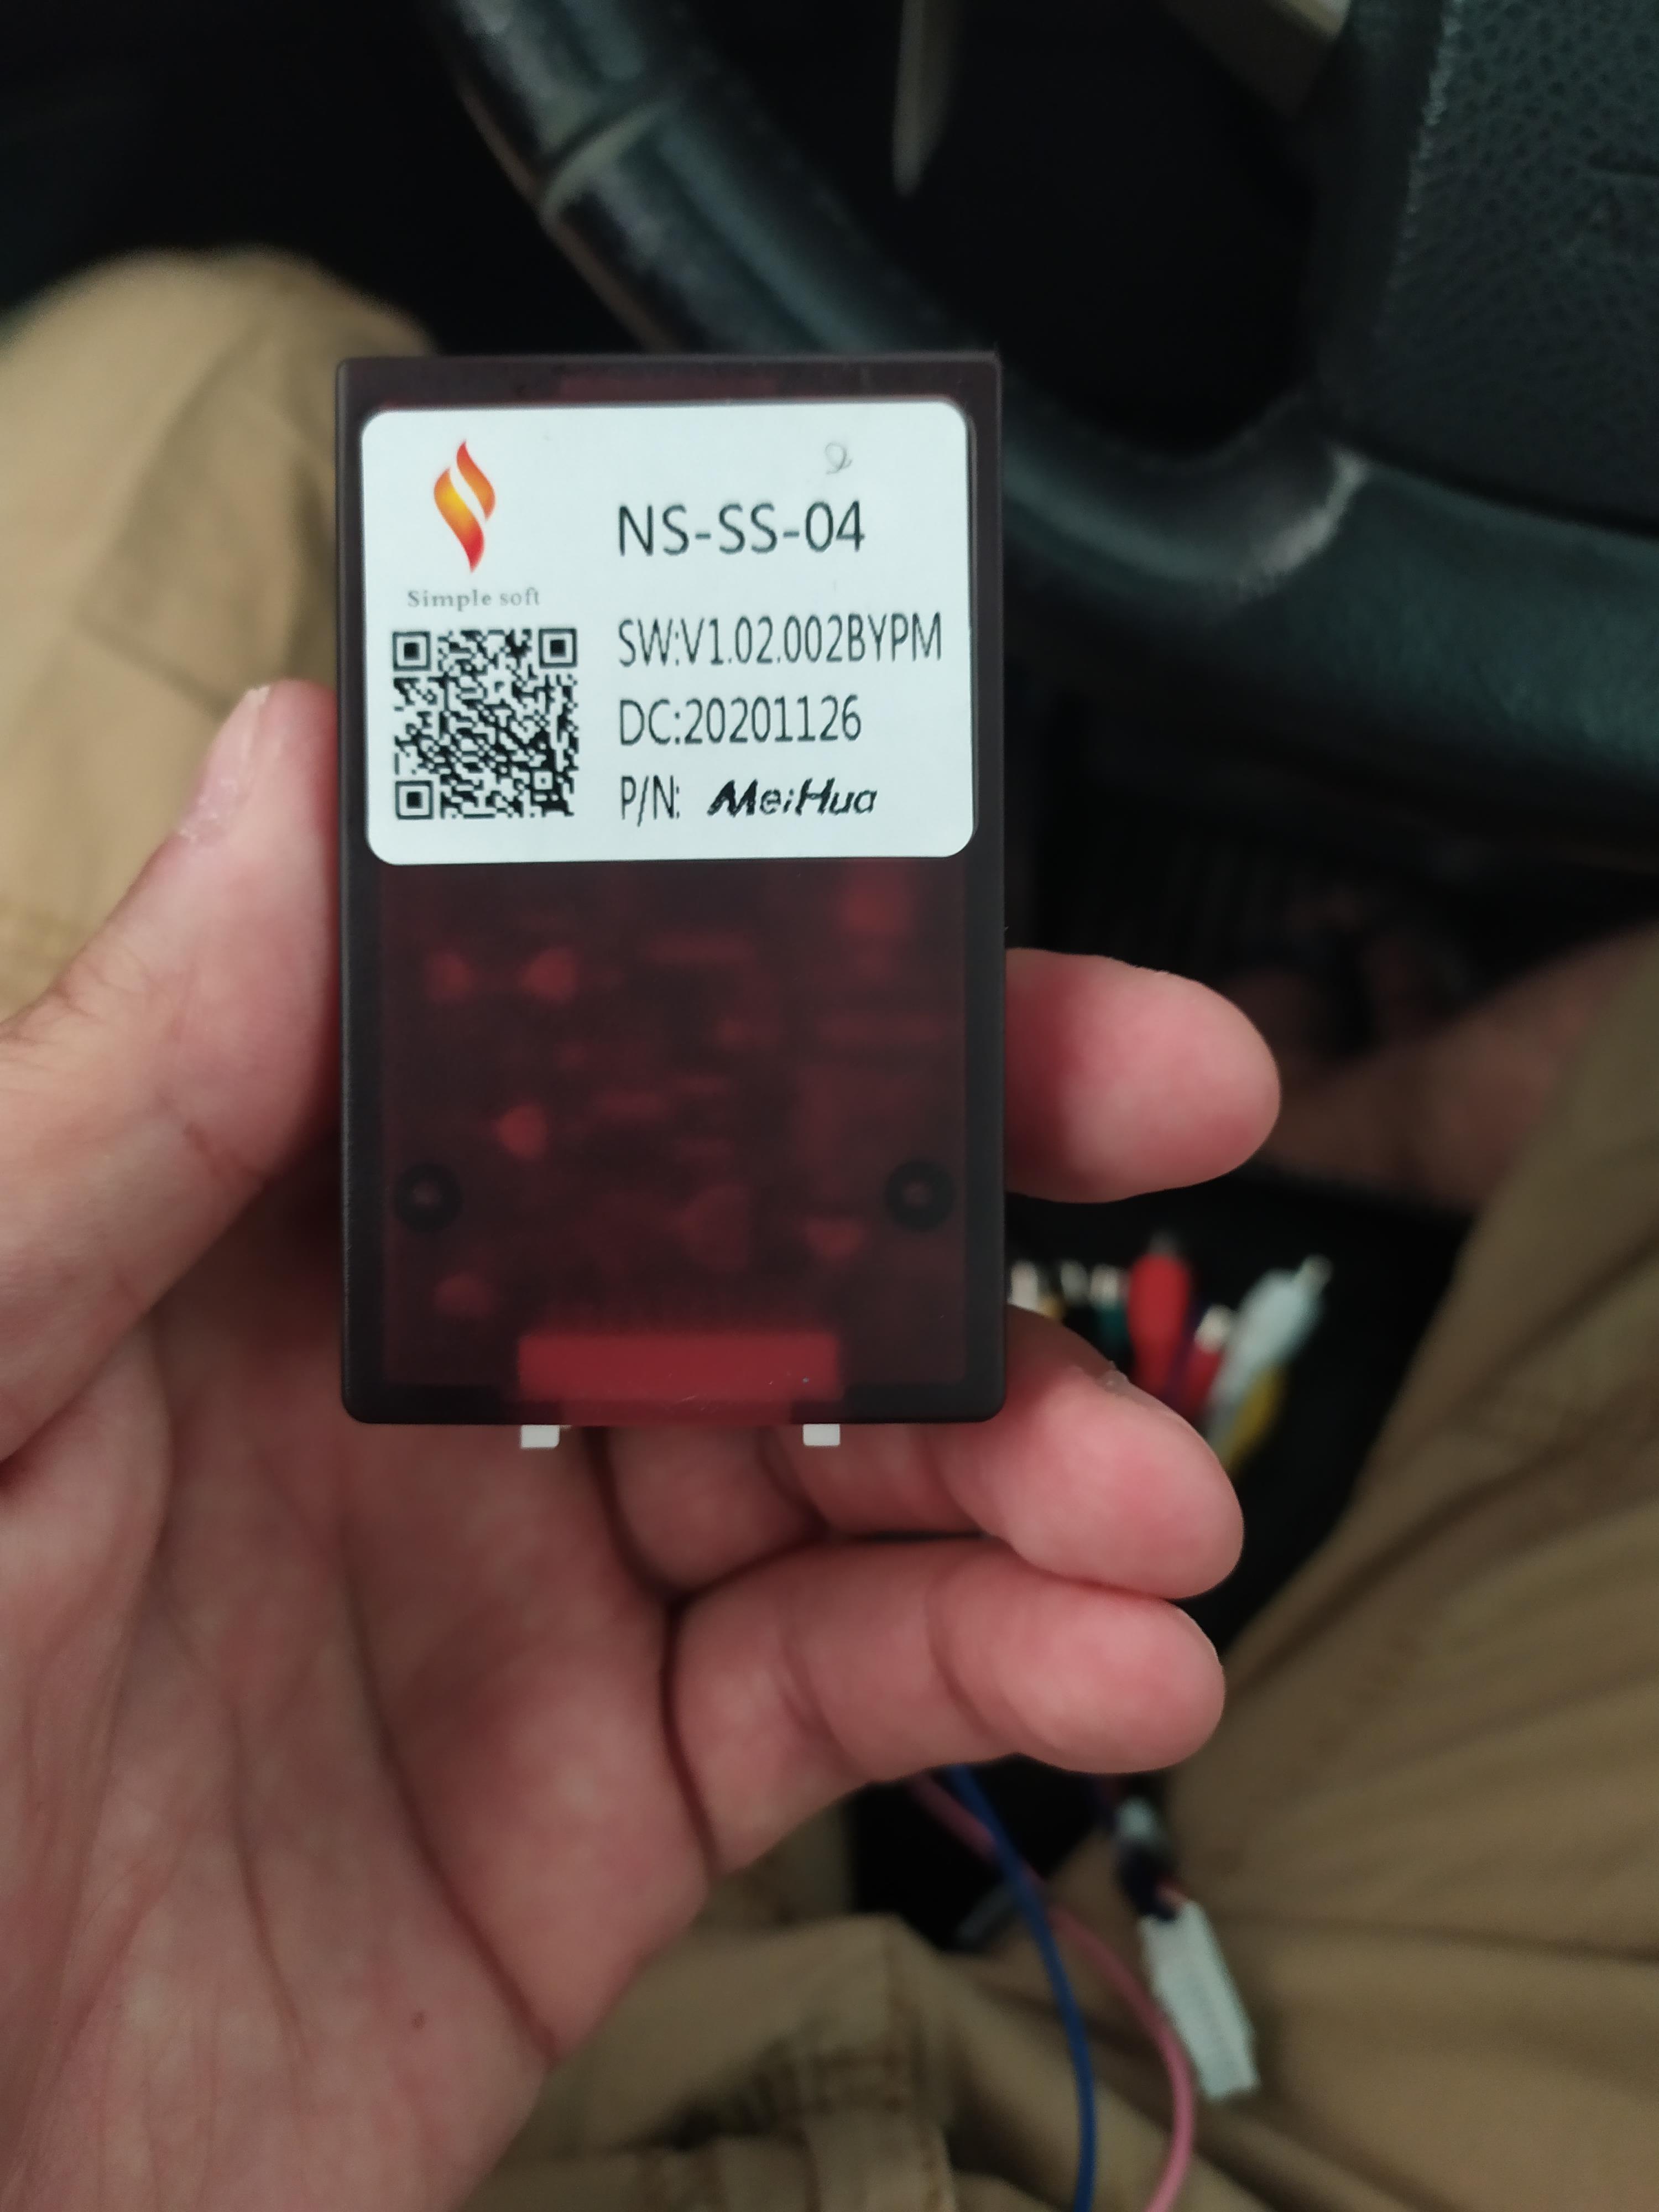 NS-SS-04
Simple soft
SW:V1.02.002BYPM
DC:20201126
P/N: MeiHua